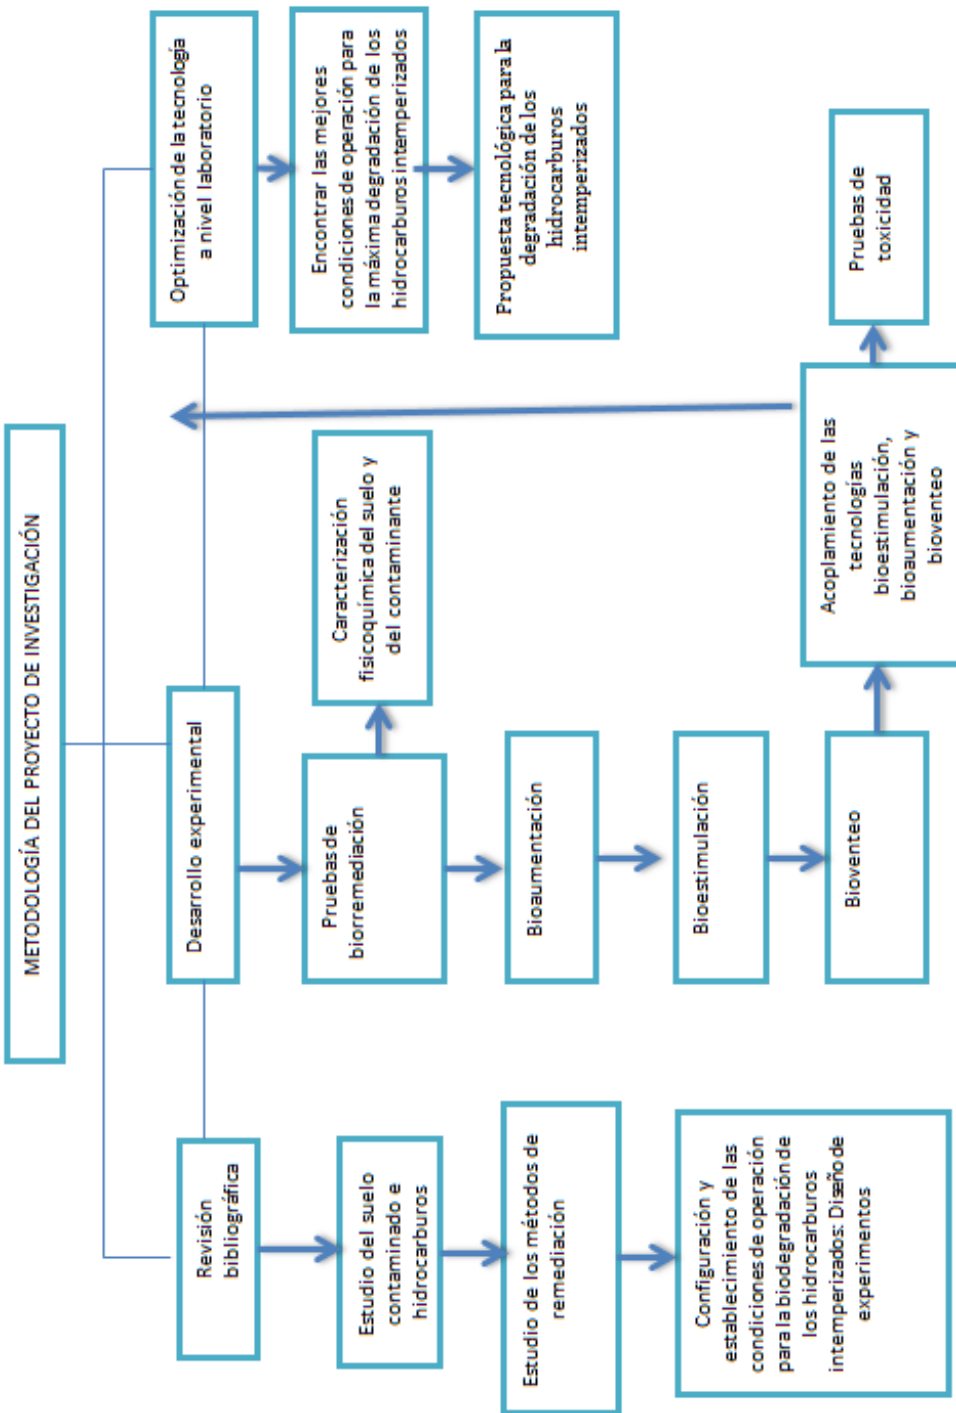 METODOLOGÍA DEL PROYECTO DE INVESTIGACIÓN
Revisión
bibliográfica
Estudio del suelo
contaminado e
hidrocarburos
Estudio de los métodos de
remediación
Configuración y
establecimiento de las
condiciones de operación
para la biodegradación de
los hidrocarburos
intemperizados: Diseño de
experimentos
Desarrollo experimental
Pruebas de
biorremediación
Caracterización
fisicoquímica del suelo y
del contaminante
Bioaumentación
Bioestimulación
Bioventeo
Acoplamiento de las
tecnologías
bioestimulación,
bioaumentación y
bioventeo
Pruebas de
toxicidad
Optimización de la tecnología
a nivel laboratorio
Encontrar las mejores
condiciones de operación para
la máxima degradación de los
hidrocarburos intemperizados
Propuesta tecnológica para la
degradación de los
hidrocarburos
intemperizados